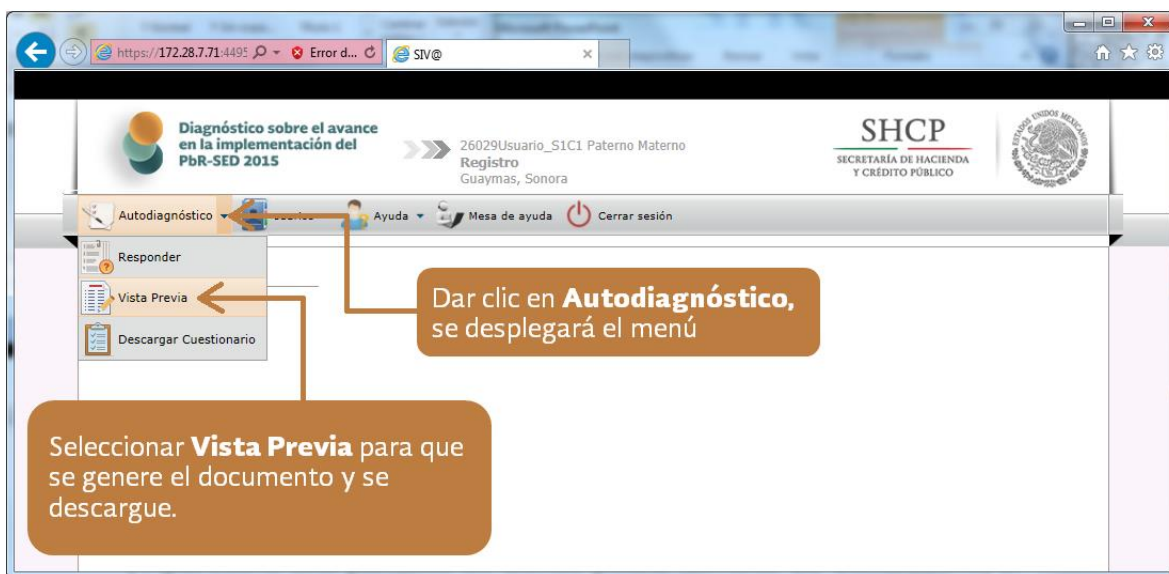 https://172.28.7.71:4495
Error d...
SIV@
Diagnóstico sobre el avance
en la implementación del
PbR-SED 2015
26029Usuario_S1C1 Paterno Materno
Registro
Guaymas, Sonora
SHCP
SECRETARÍA DE HACIENDA
Y CRÉDITO PÚBLICO
ESTADOS UNIDOS MEXICANOS
Autodiagnóstico
Ayuda
Mesa de ayuda
Cerrar sesión
Responder
Vista Previa
Descargar Cuestionario
Dar clic en Autodiagnóstico,
se desplegará el menú
Seleccionar Vista Previa para que
se genere el documento y se
descargue.